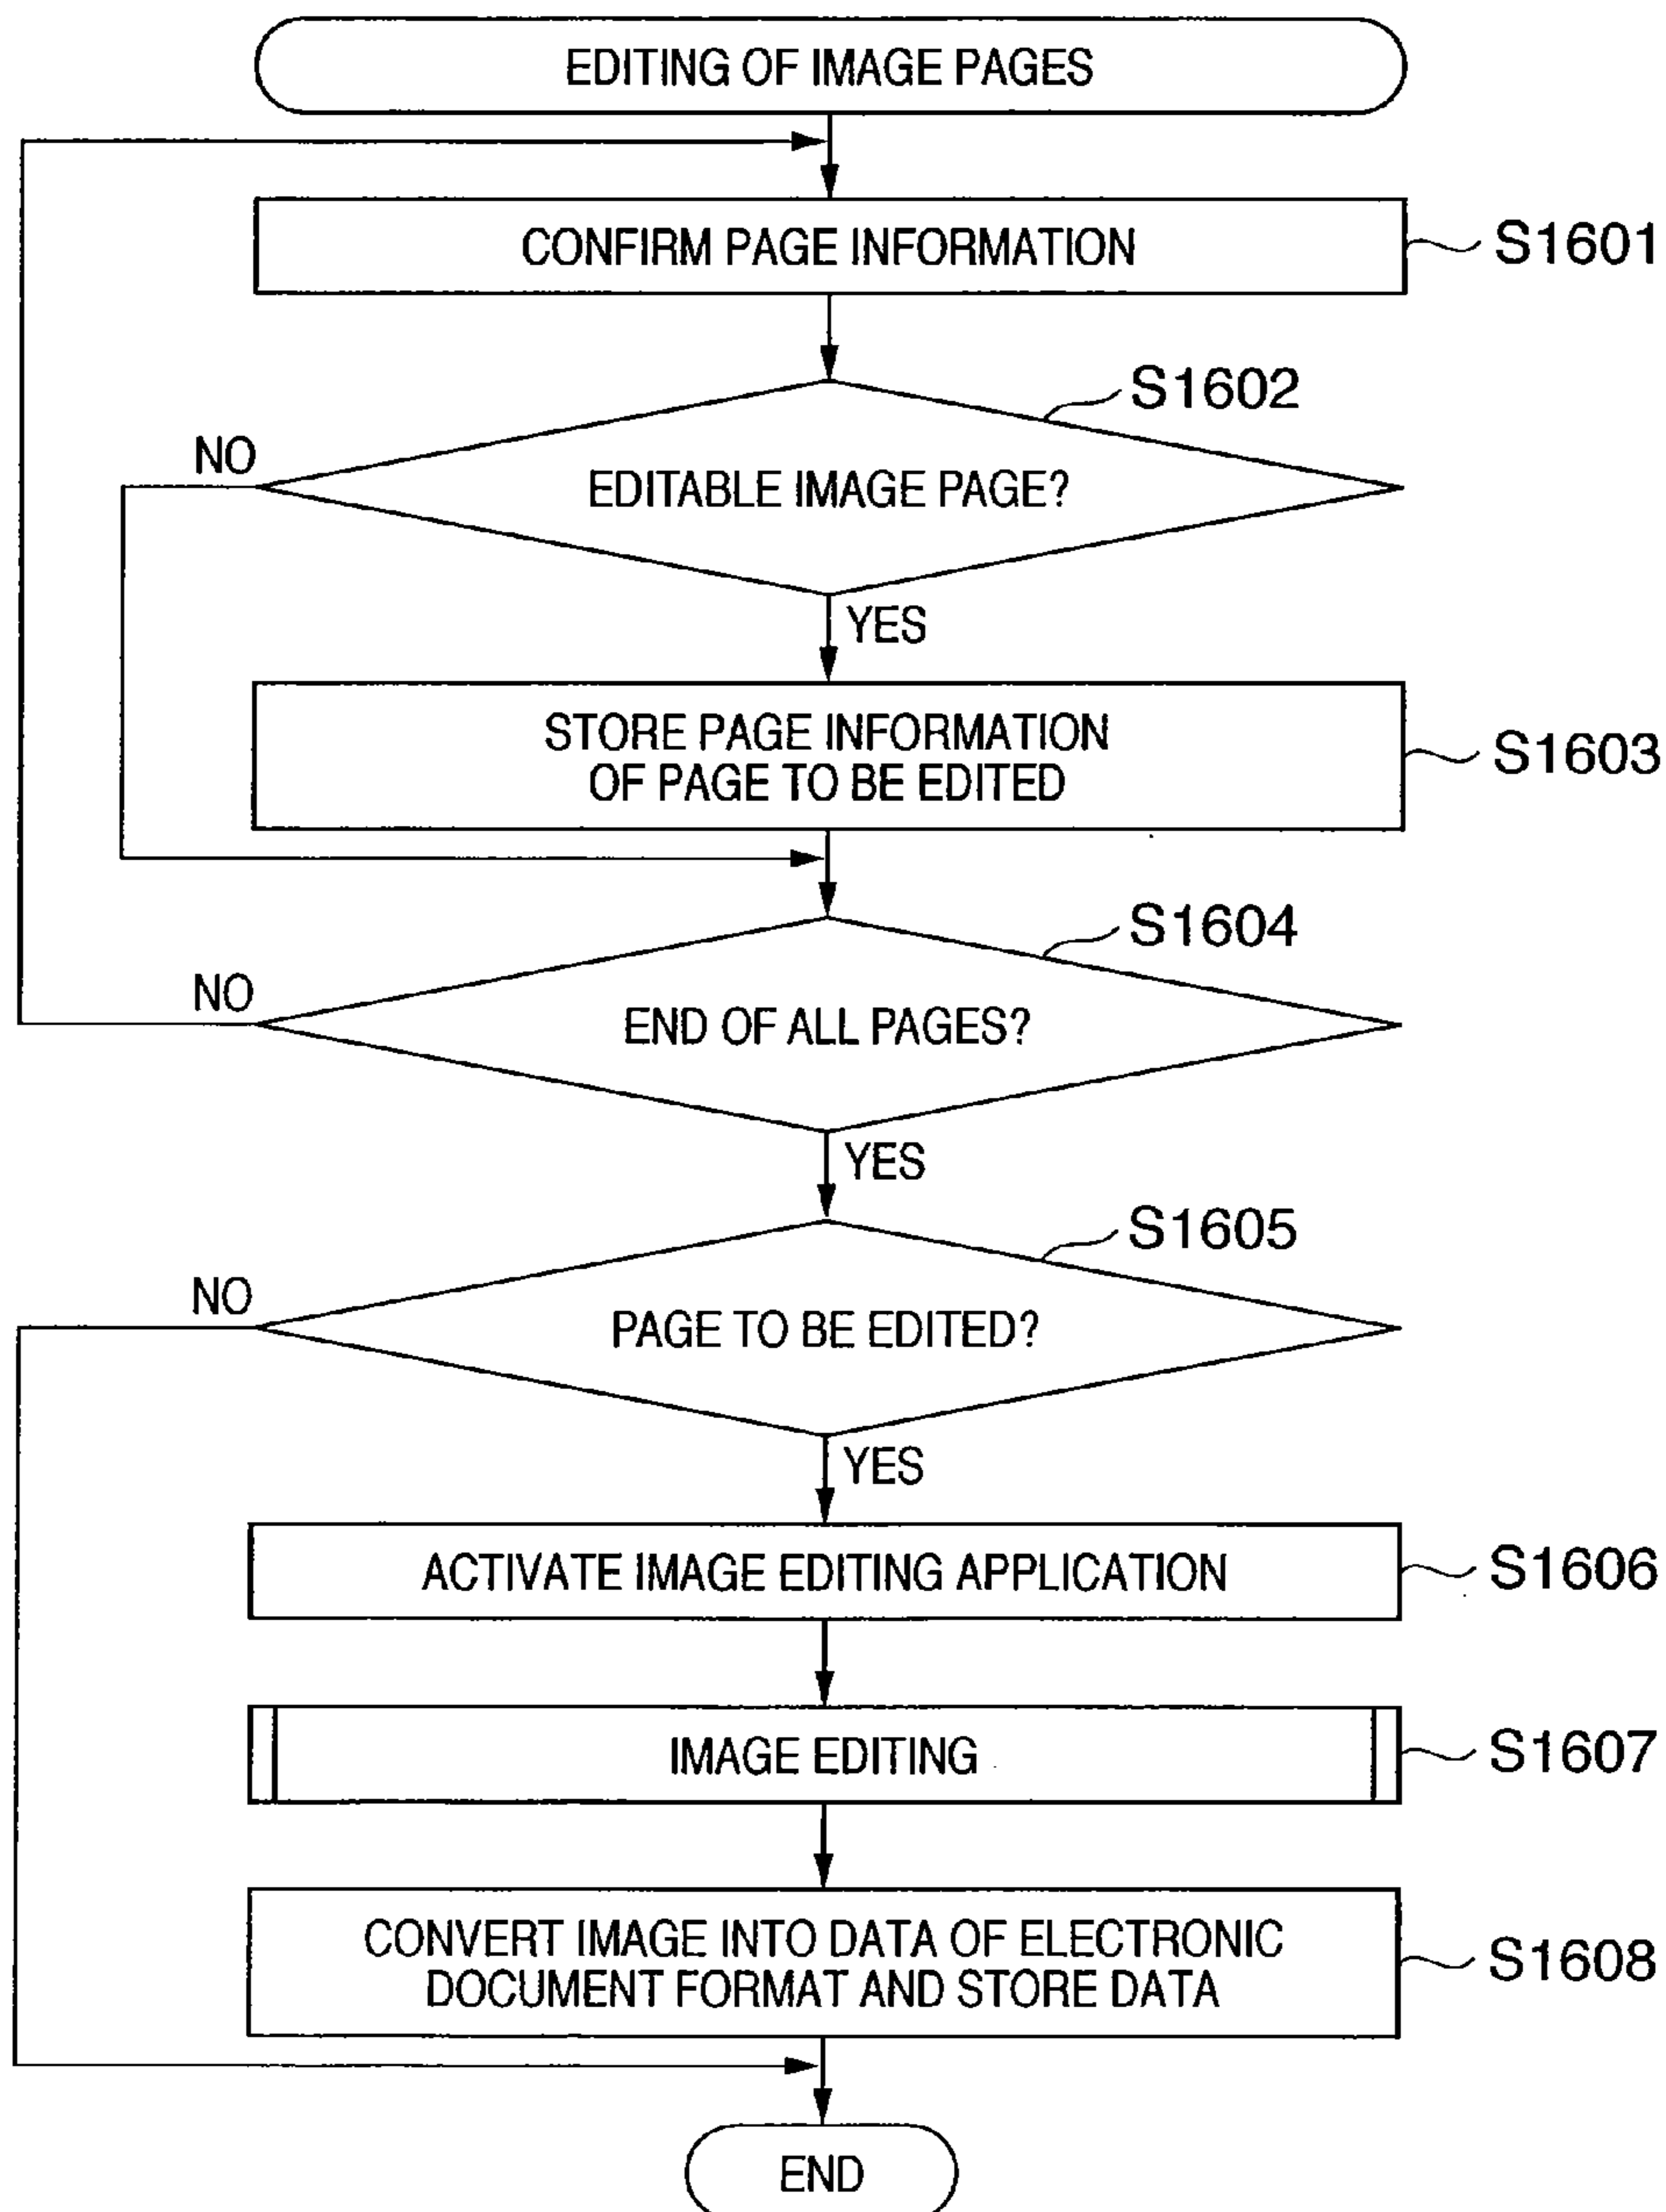 EDITING OF IMAGE PAGES
CONFIRM PAGE INFORMATION
S1601
S1602
NO
EDITABLE IMAGE PAGE?
YES
STORE PAGE INFORMATION
OF PAGE TO BE EDITED
S1603
S1604
NO
END OF ALL PAGES?
YES
S1605
NO
PAGE TO BE EDITED?
YES
ACTIVATE IMAGE EDITING APPLICATION
S1606
IMAGE EDITING
S1607
CONVERT IMAGE INTO DATA OF ELECTRONIC
DOCUMENT FORMAT AND STORE DATA
S1608
END